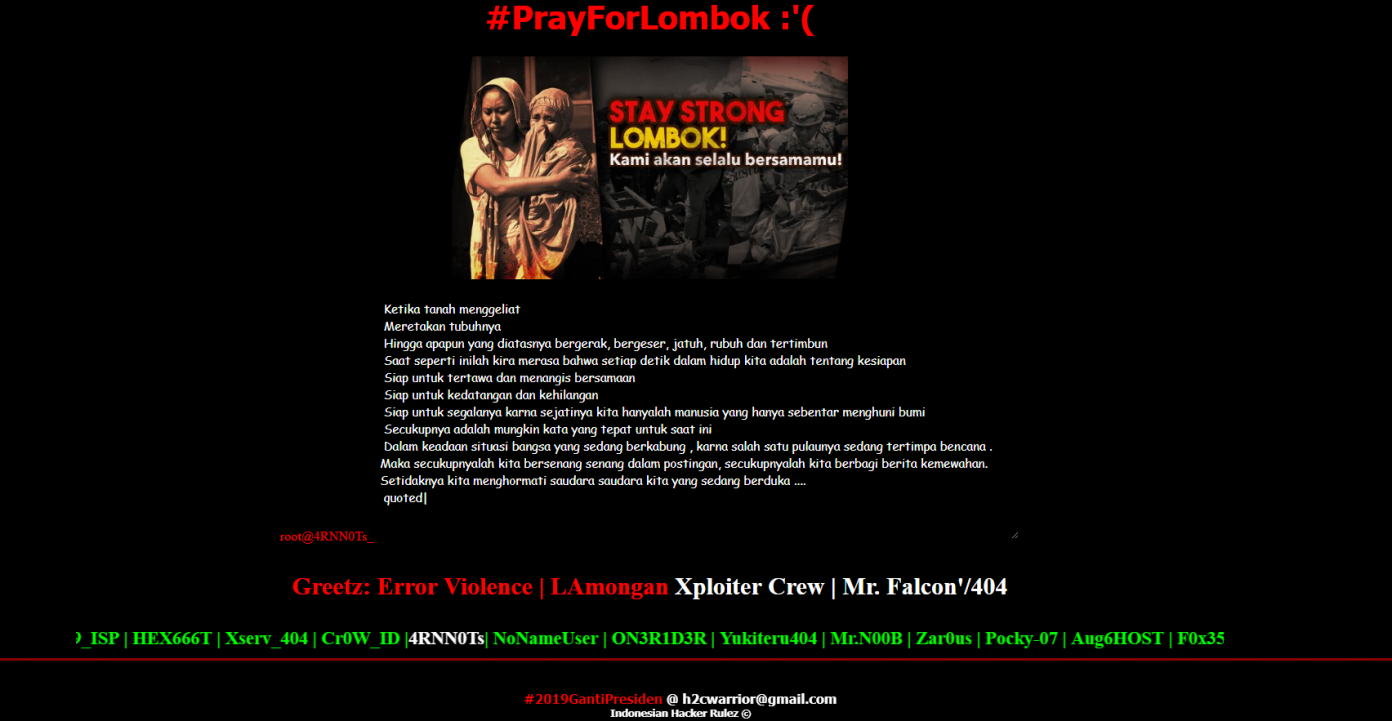 #PrayForLombok :'(
STAY STRONG
LOMBOK!
Kami akan selalu bersamamu!
Ketika tanah menggeliat
Meretakan tubuhnya
Hingga apapun yang diatasnya bergerak, bergeser, jatuh, rubuh dan tertimbun
Saat seperti inilah kira merasa bahwa setiap detik dalam hidup kita adalah tentang kesiapan
Siap untuk tertawa dan menangis bersamaan
Siap untuk kedatangan dan kehilangan
Siap untuk segalanya karna sejatinya kita hanyalah manusia yang hanya sebentar menghuni bumi
Secukupnya adalah mungkin kata yang tepat untuk saat ini
Dalam keadaan situasi bangsa yang sedang berkabung , karna salah satu pulaunya sedang tertimpa bencana .
Maka secukupnyalah kita bersenang senang dalam postingan, secukupnyalah kita berbagi berita kemewahan.
Setidaknya kita menghormati saudara saudara kita yang sedang berduka ....
quoted|
root@4RNN0Ts_
Greetz: Error Violence | LAmongan Xploiter Crew | Mr. Falcon'/404
_ISP | HEX666T | Xserv_404 | Cr0W_ID |4RNN0Ts| NoNameUser | ON3R1D3R | Yukiteru404 | Mr.N00B | Zar0us | Pocky-07 | Aug6HOST | F0x35
#2019GantiPresiden @ h2cwarrior@gmail.com
Indonesian Hacker Rulez ©